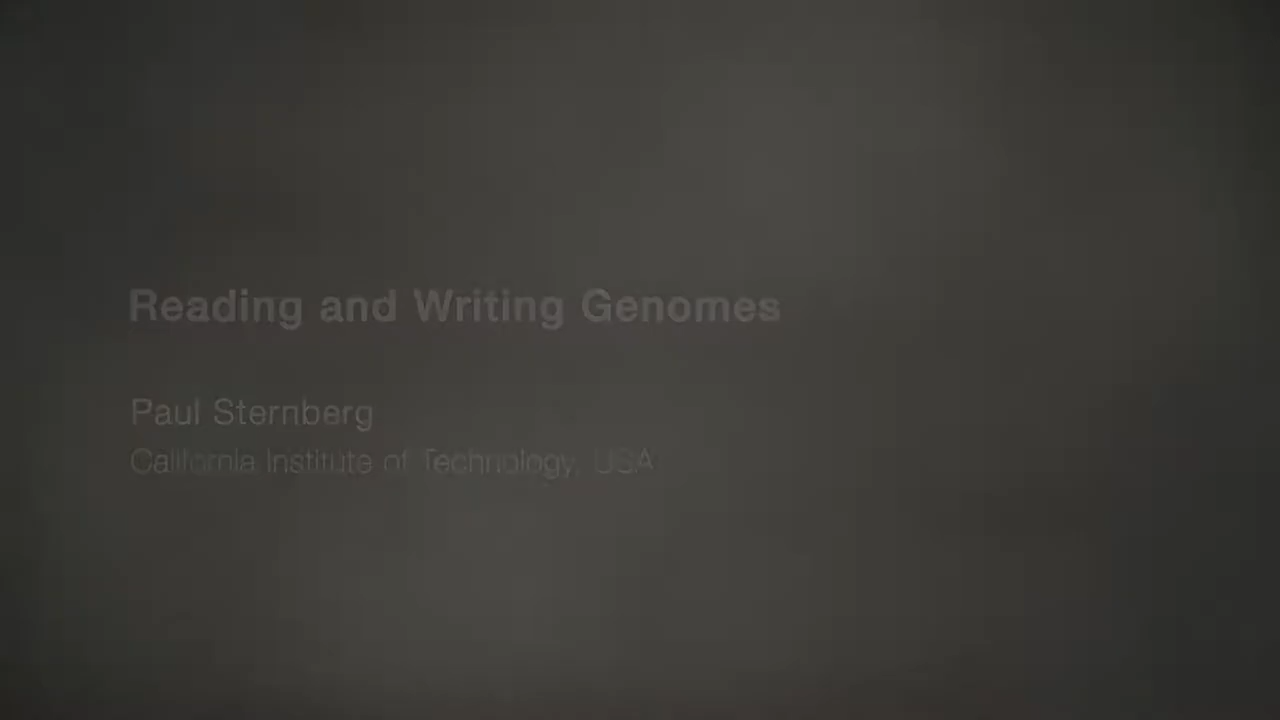 Reading and Writing Genomes
Paul Sternberg
California Institute of Technology, USA